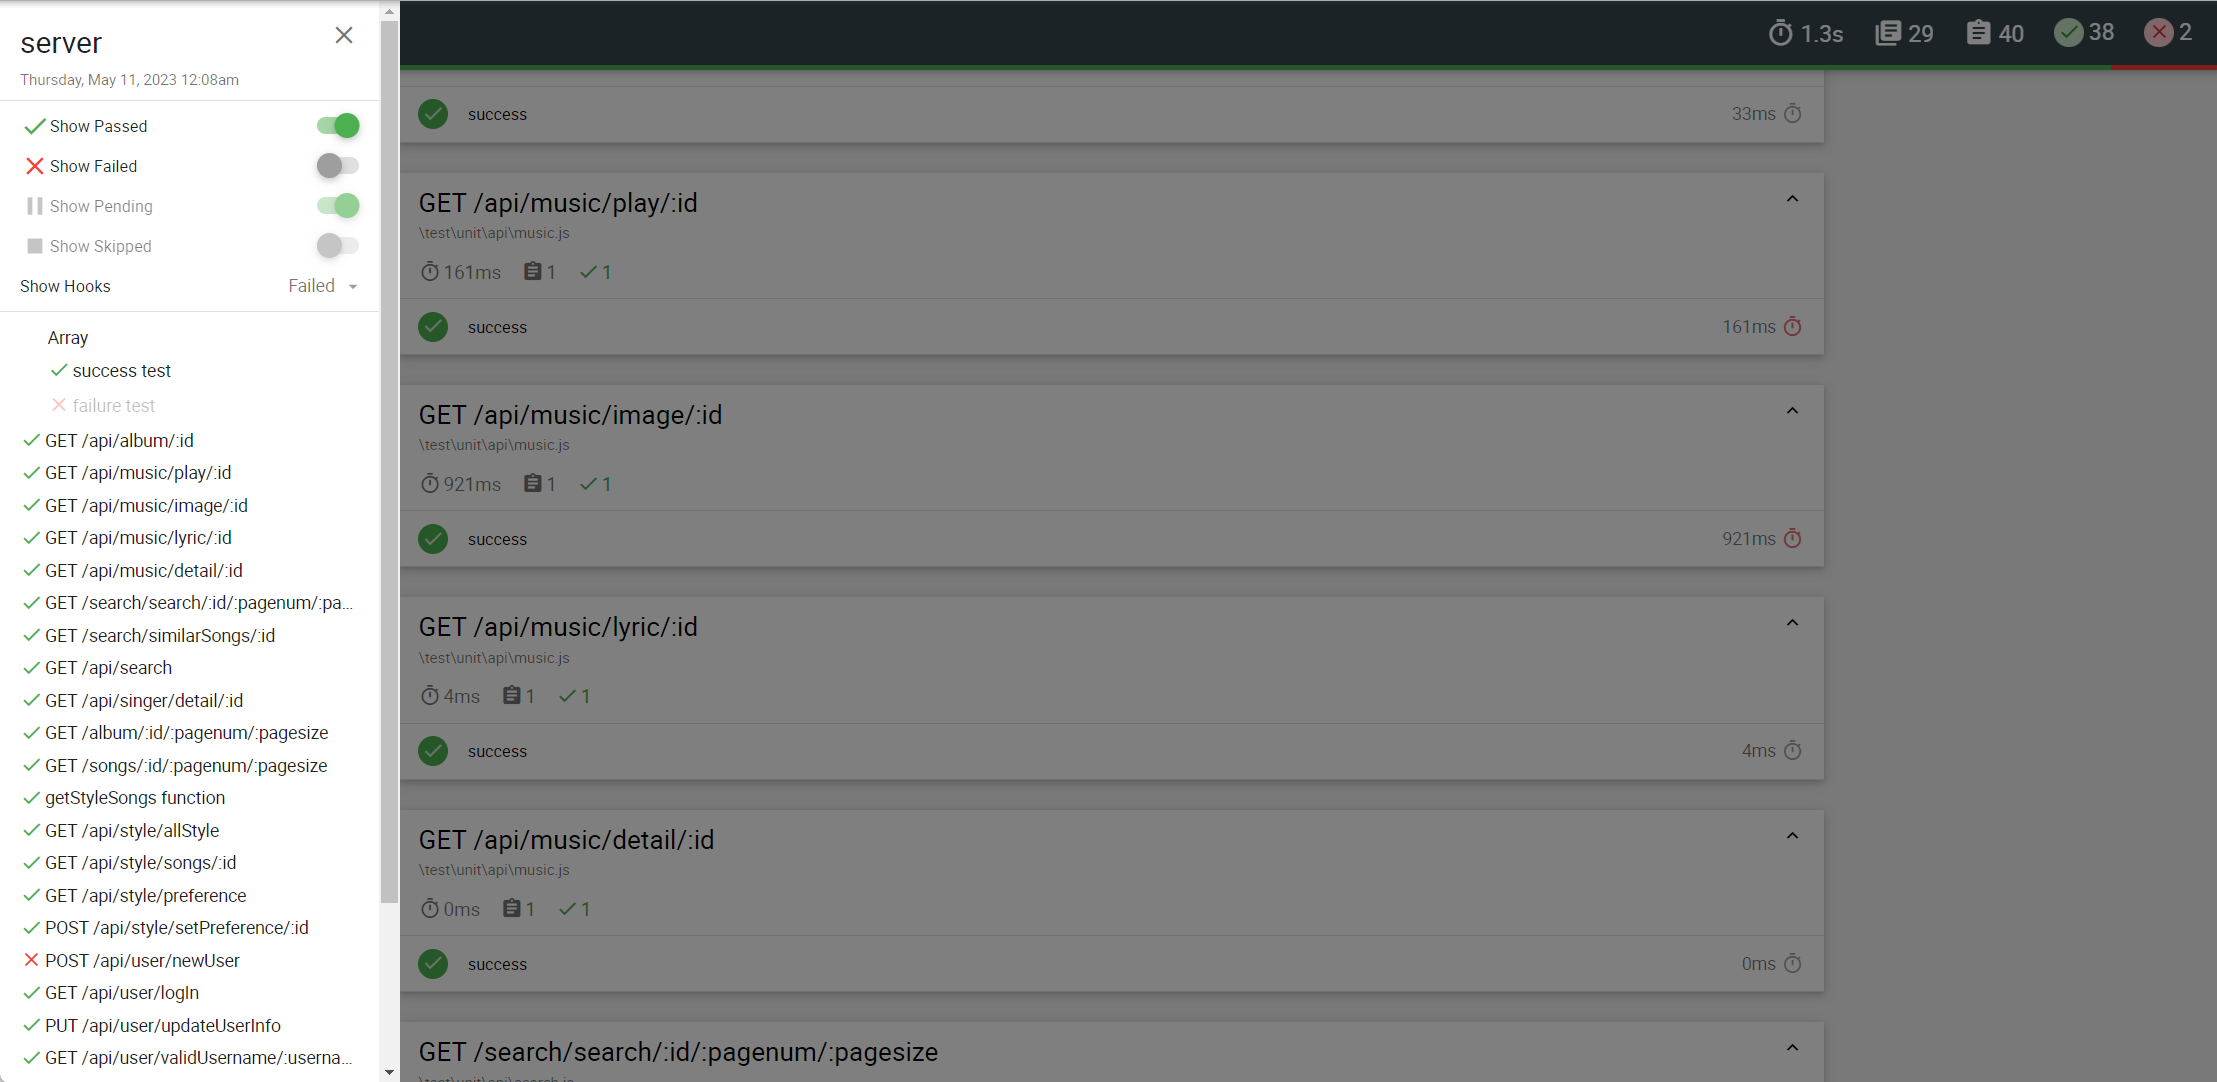 server
Thursday, May 11, 2023 12:08am
Show Passed
Show Failed
Show Pending
Show Skipped
Show Hooks Failed
Array
success test
failure test
GET /api/album/:id
GET /api/music/play/:id
GET /api/music/image/:id
GET /api/music/lyric/:id
GET /api/music/detail/:id
GET /search/search/:id/:pagenum/:pa...
GET /search/similarSongs/:id
GET /api/search
GET /api/singer/detail/:id
GET /album/:id/:pagenum/:pagesize
GET /songs/:id/:pagenum/:pagesize
getStyleSongs function
GET /api/style/allStyle
GET /api/style/songs/:id
GET /api/style/preference
POST /api/style/setPreference/:id
POST /api/user/newUser
GET /api/user/logIn
PUT /api/user/updateUserInfo
GET /api/user/validUsername/:userna...
1.3s 29 40 38 2
success 33ms
GET /api/music/play/:id
\test\unit\api\music.js
161ms 1 1
success 161ms
GET /api/music/image/:id
\test\unit\api\music.js
921ms 1 1
success 921ms
GET /api/music/lyric/:id
\test\unit\api\music.js
4ms 1 1
success 4ms
GET /api/music/detail/:id
\test\unit\api\music.js
0ms 1 1
success 0ms
GET /search/search/:id/:pagenum/:pagesize
\test\unit\api\search.js